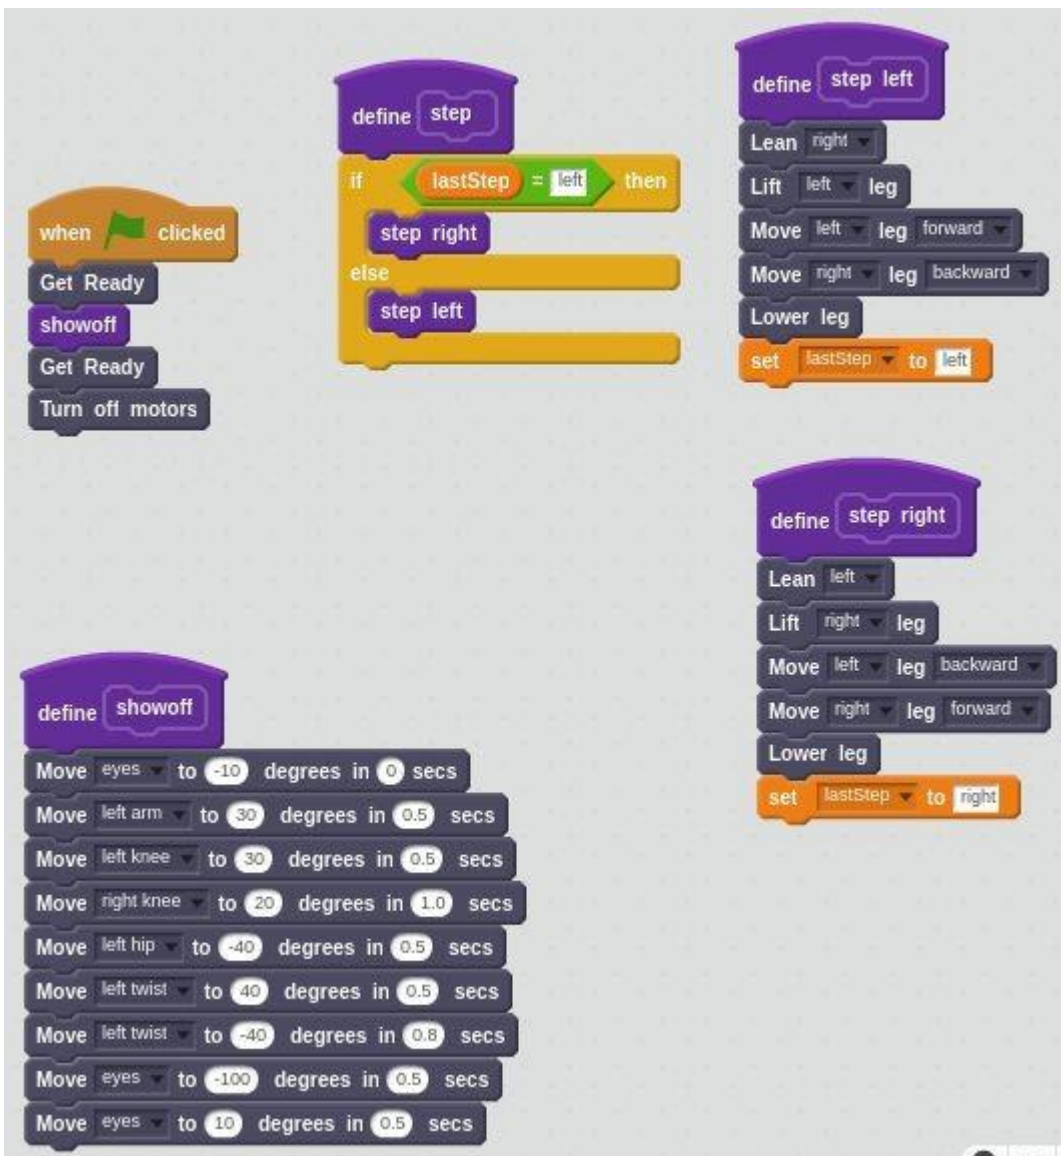 when clicked
Get Ready
showoff
Get Ready
Turn off motors
define step
if lastStep = left then
step right
else
step left
define step left
Lean right
Lift left leg
Move left leg forward
Move right leg backward
Lower leg
set lastStep to left
define step right
Lean left
Lift right leg
Move left leg backward
Move right leg forward
Lower leg
set lastStep to right
define showoff
Move eyes to -10 degrees in 0 secs
Move left arm to 30 degrees in 0.5 secs
Move left knee to 30 degrees in 0.5 secs
Move right knee to 20 degrees in 1.0 secs
Move left hip to -40 degrees in 0.5 secs
Move left twist to 40 degrees in 0.5 secs
Move left twist to -40 degrees in 0.8 secs
Move eyes to -100 degrees in 0.5 secs
Move eyes to 10 degrees in 0.5 secs